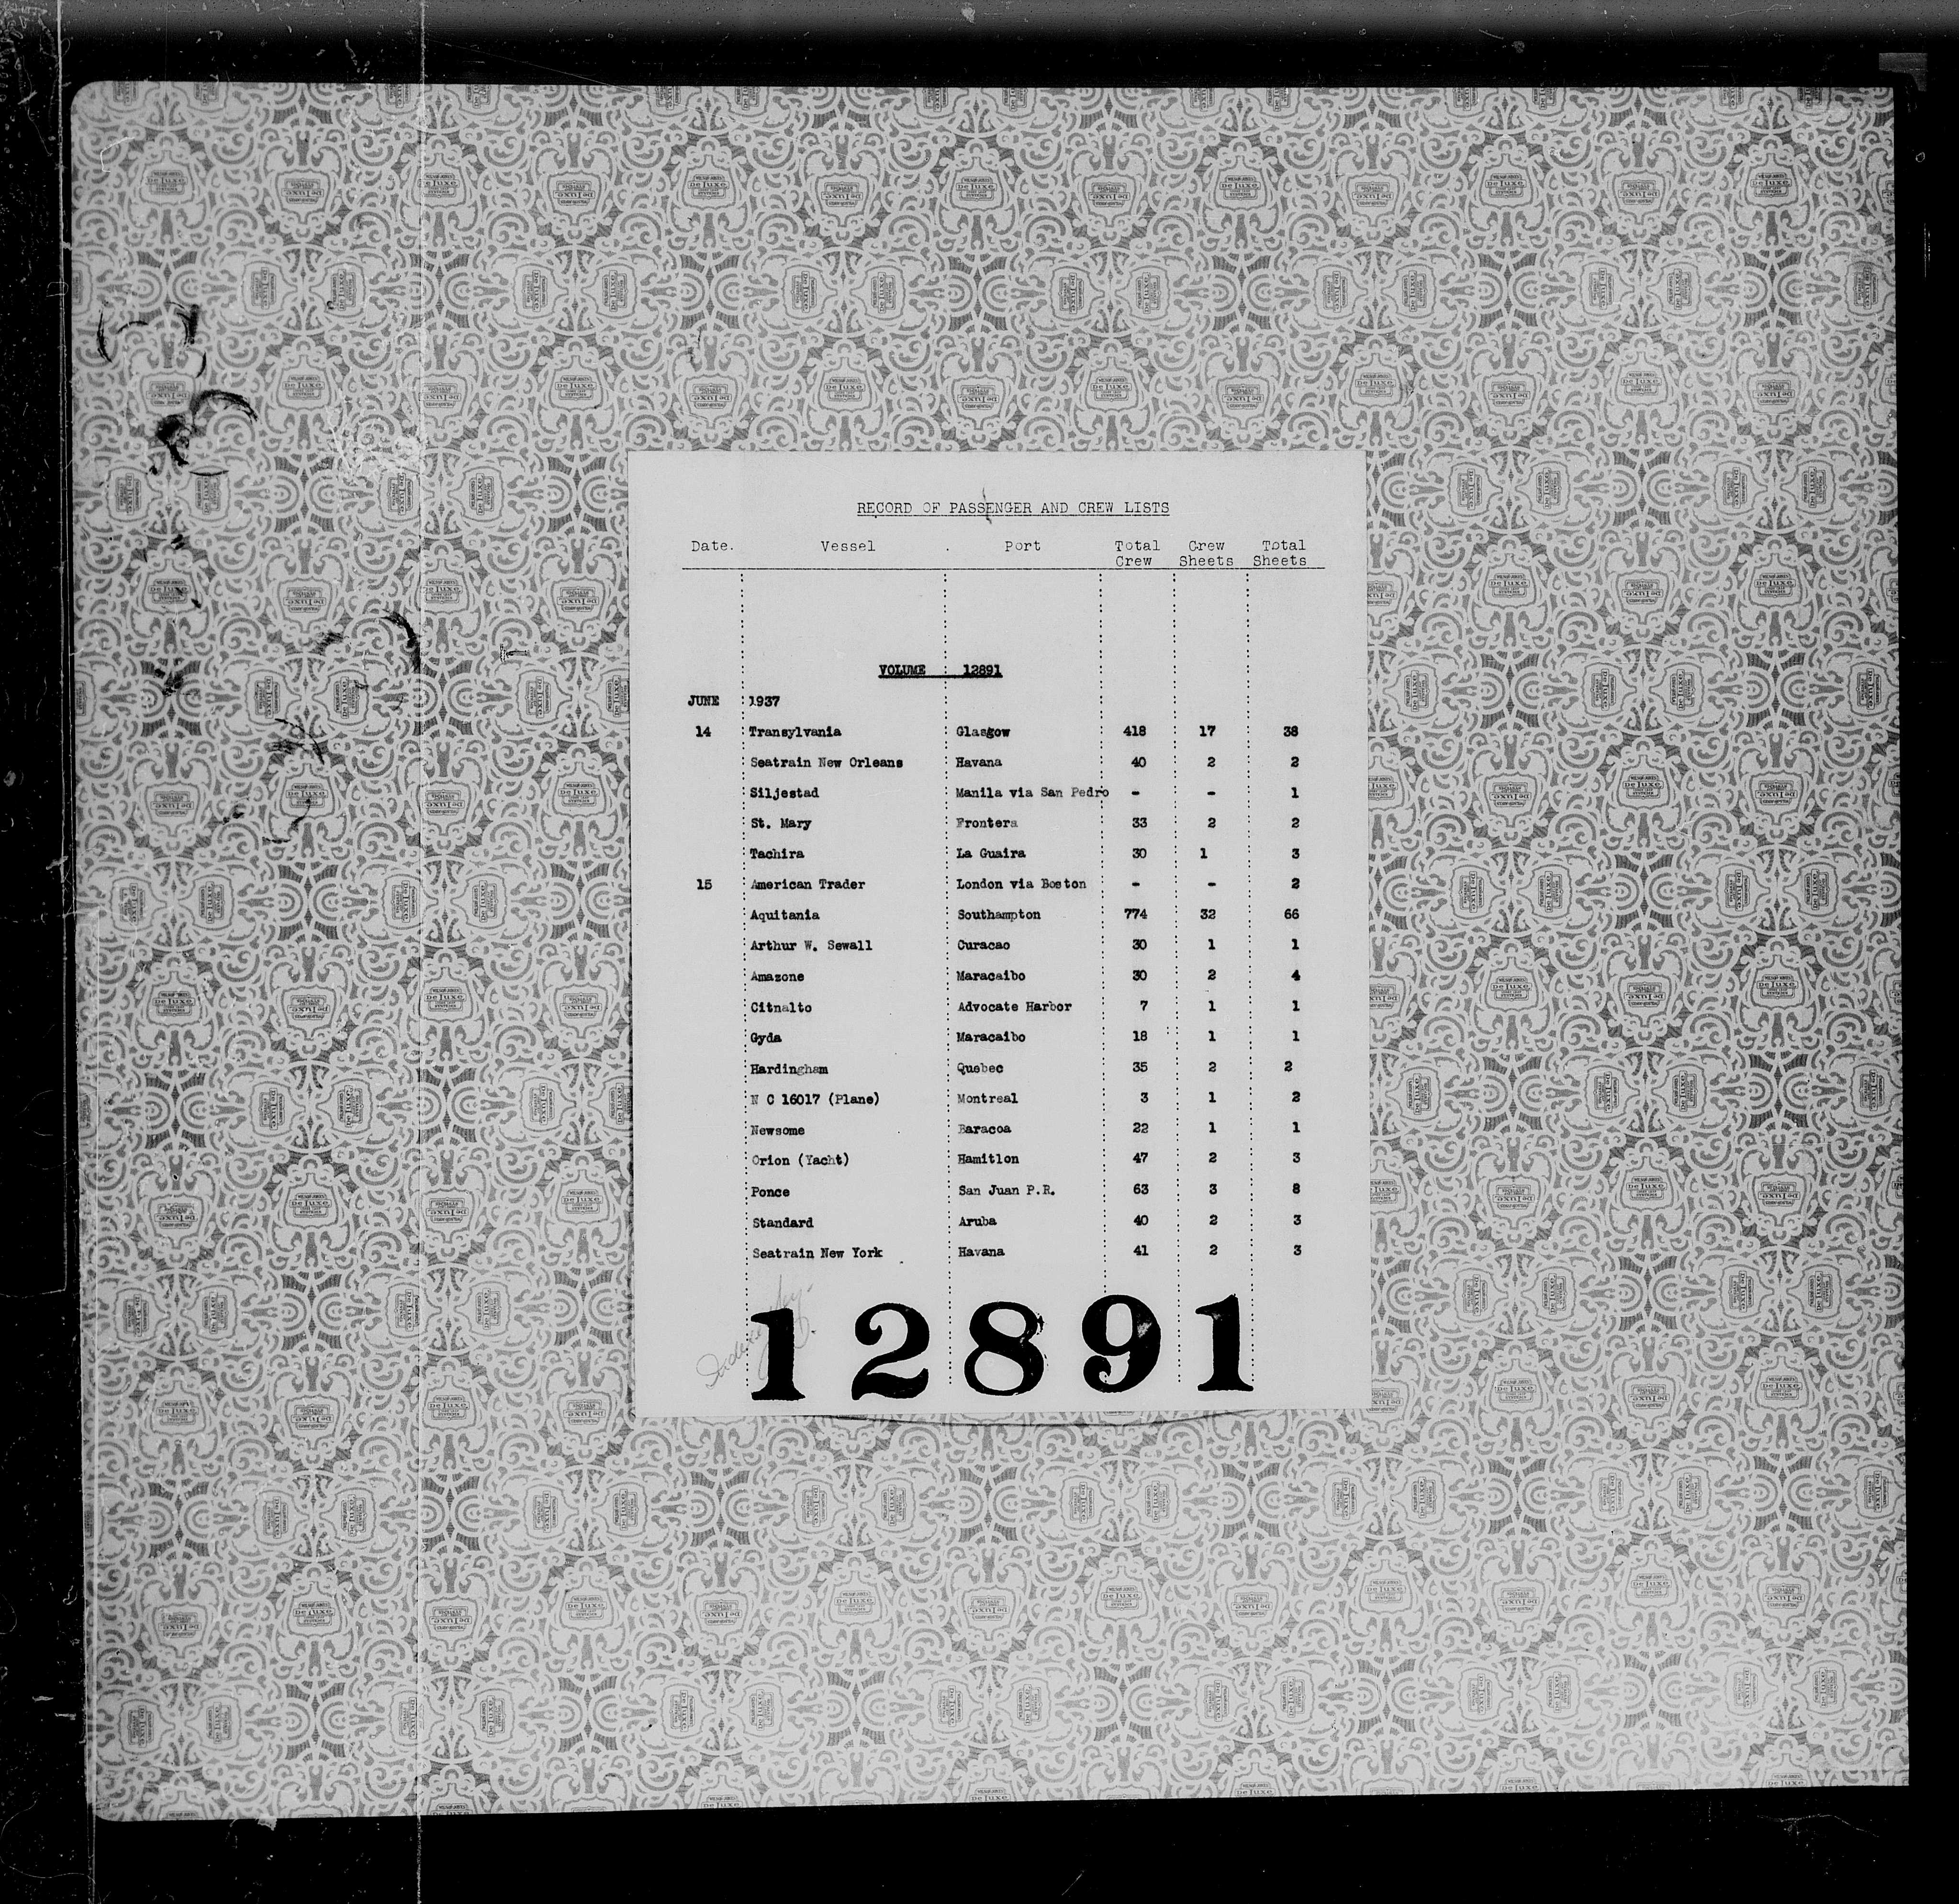 RECORD OF PASSENGER AND CREW LISTS
Date. Vessel . Port Total Crew Total
Crew Sheets Sheets
VOLUME 12891
JUNE 1937
14 Transylvania Glasgow 418 17 38
Seatrain New Orleans Havana 40 2 2
Siljestad Manila via San Pedro - - 1
St. Mary Frontera 33 2 2
Tachira La Guaira 30 1 3
15 American Trader London via Boston - - 2
Aquitania Southampton 774 32 66
Arthur W. Sewall Curacao 30 1 1
Amazone Maracaibo 30 2 4
Citnalto Advocate Harbor 7 1 1
Gyda Maracaibo 18 1 1
Hardingham Quebec 35 2 2
N C 16017 (Plane) Montreal 3 1 2
Newsome Baracoa 22 1 1
Orion (Yacht) Hamitlon 47 2 3
Ponce San Juan P.R. 63 3 8
Standard Aruba 40 2 3
Seatrain New York Havana 41 2 3
12891